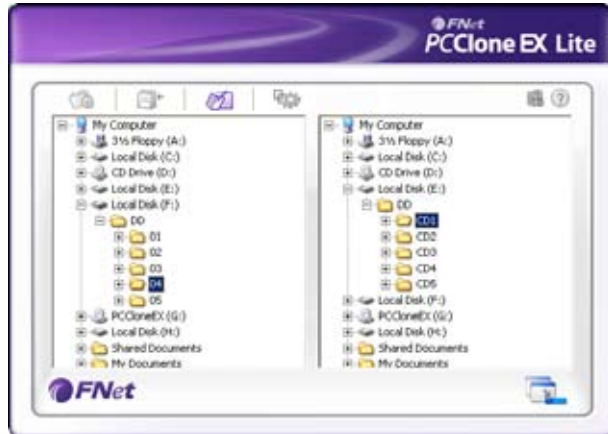 FNet
PCClone EX Lite
My Computer
3½ Floppy (A:)
Local Disk (C:)
CD Drive (D:)
Local Disk (E:)
Local Disk (F:)
DD
01
02
03
04
05
PCCloneEX (G:)
Local Disk (H:)
Shared Documents
My Documents
My Computer
3½ Floppy (A:)
Local Disk (C:)
CD Drive (D:)
Local Disk (E:)
DD
CD1
CD2
CD3
CD4
CD5
Local Disk (F:)
PCCloneEX (G:)
Local Disk (H:)
Shared Documents
My Documents
FNet